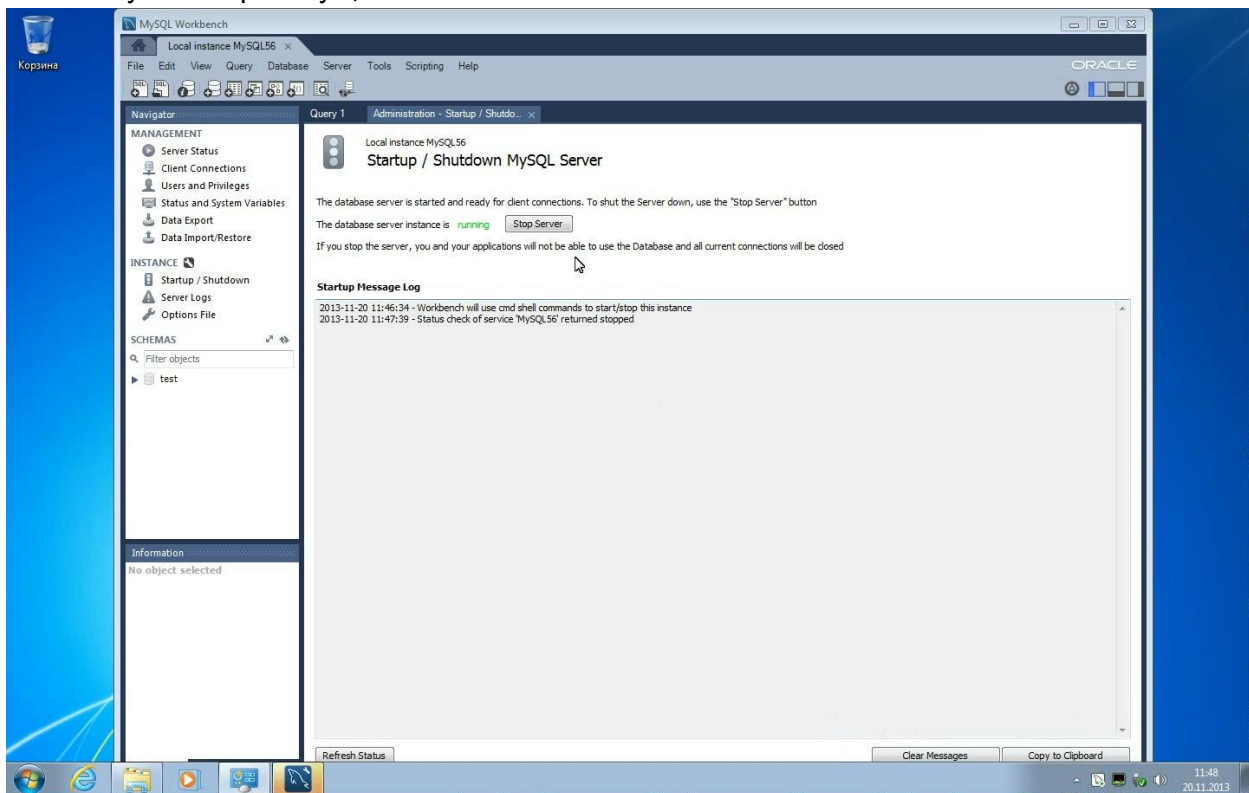 Корзина
MySQL Workbench
Local instance MySQL56
File Edit View Query Database Server Tools Scripting Help
ORACLE
Navigator
MANAGEMENT
Server Status
Client Connections
Users and Privileges
Status and System Variables
Data Export
Data Import/Restore
INSTANCE
Startup / Shutdown
Server Logs
Options File
SCHEMAS
Filter objects
test
Information
No object selected
Query 1 Administration - Startup / Shutdo...
Local instance MySQL56
Startup / Shutdown MySQL Server
The database server is started and ready for client connections. To shut the Server down, use the "Stop Server" button
The database server instance is running Stop Server
If you stop the server, you and your applications will not be able to use the Database and all current connections will be closed
Startup Message Log
2013-11-20 11:46:34 - Workbench will use cmd shell commands to start/stop this instance
2013-11-20 11:47:39 - Status check of service 'MySQL56' returned stopped
Refresh Status Clear Messages Copy to Clipboard
11:48
20.11.2013